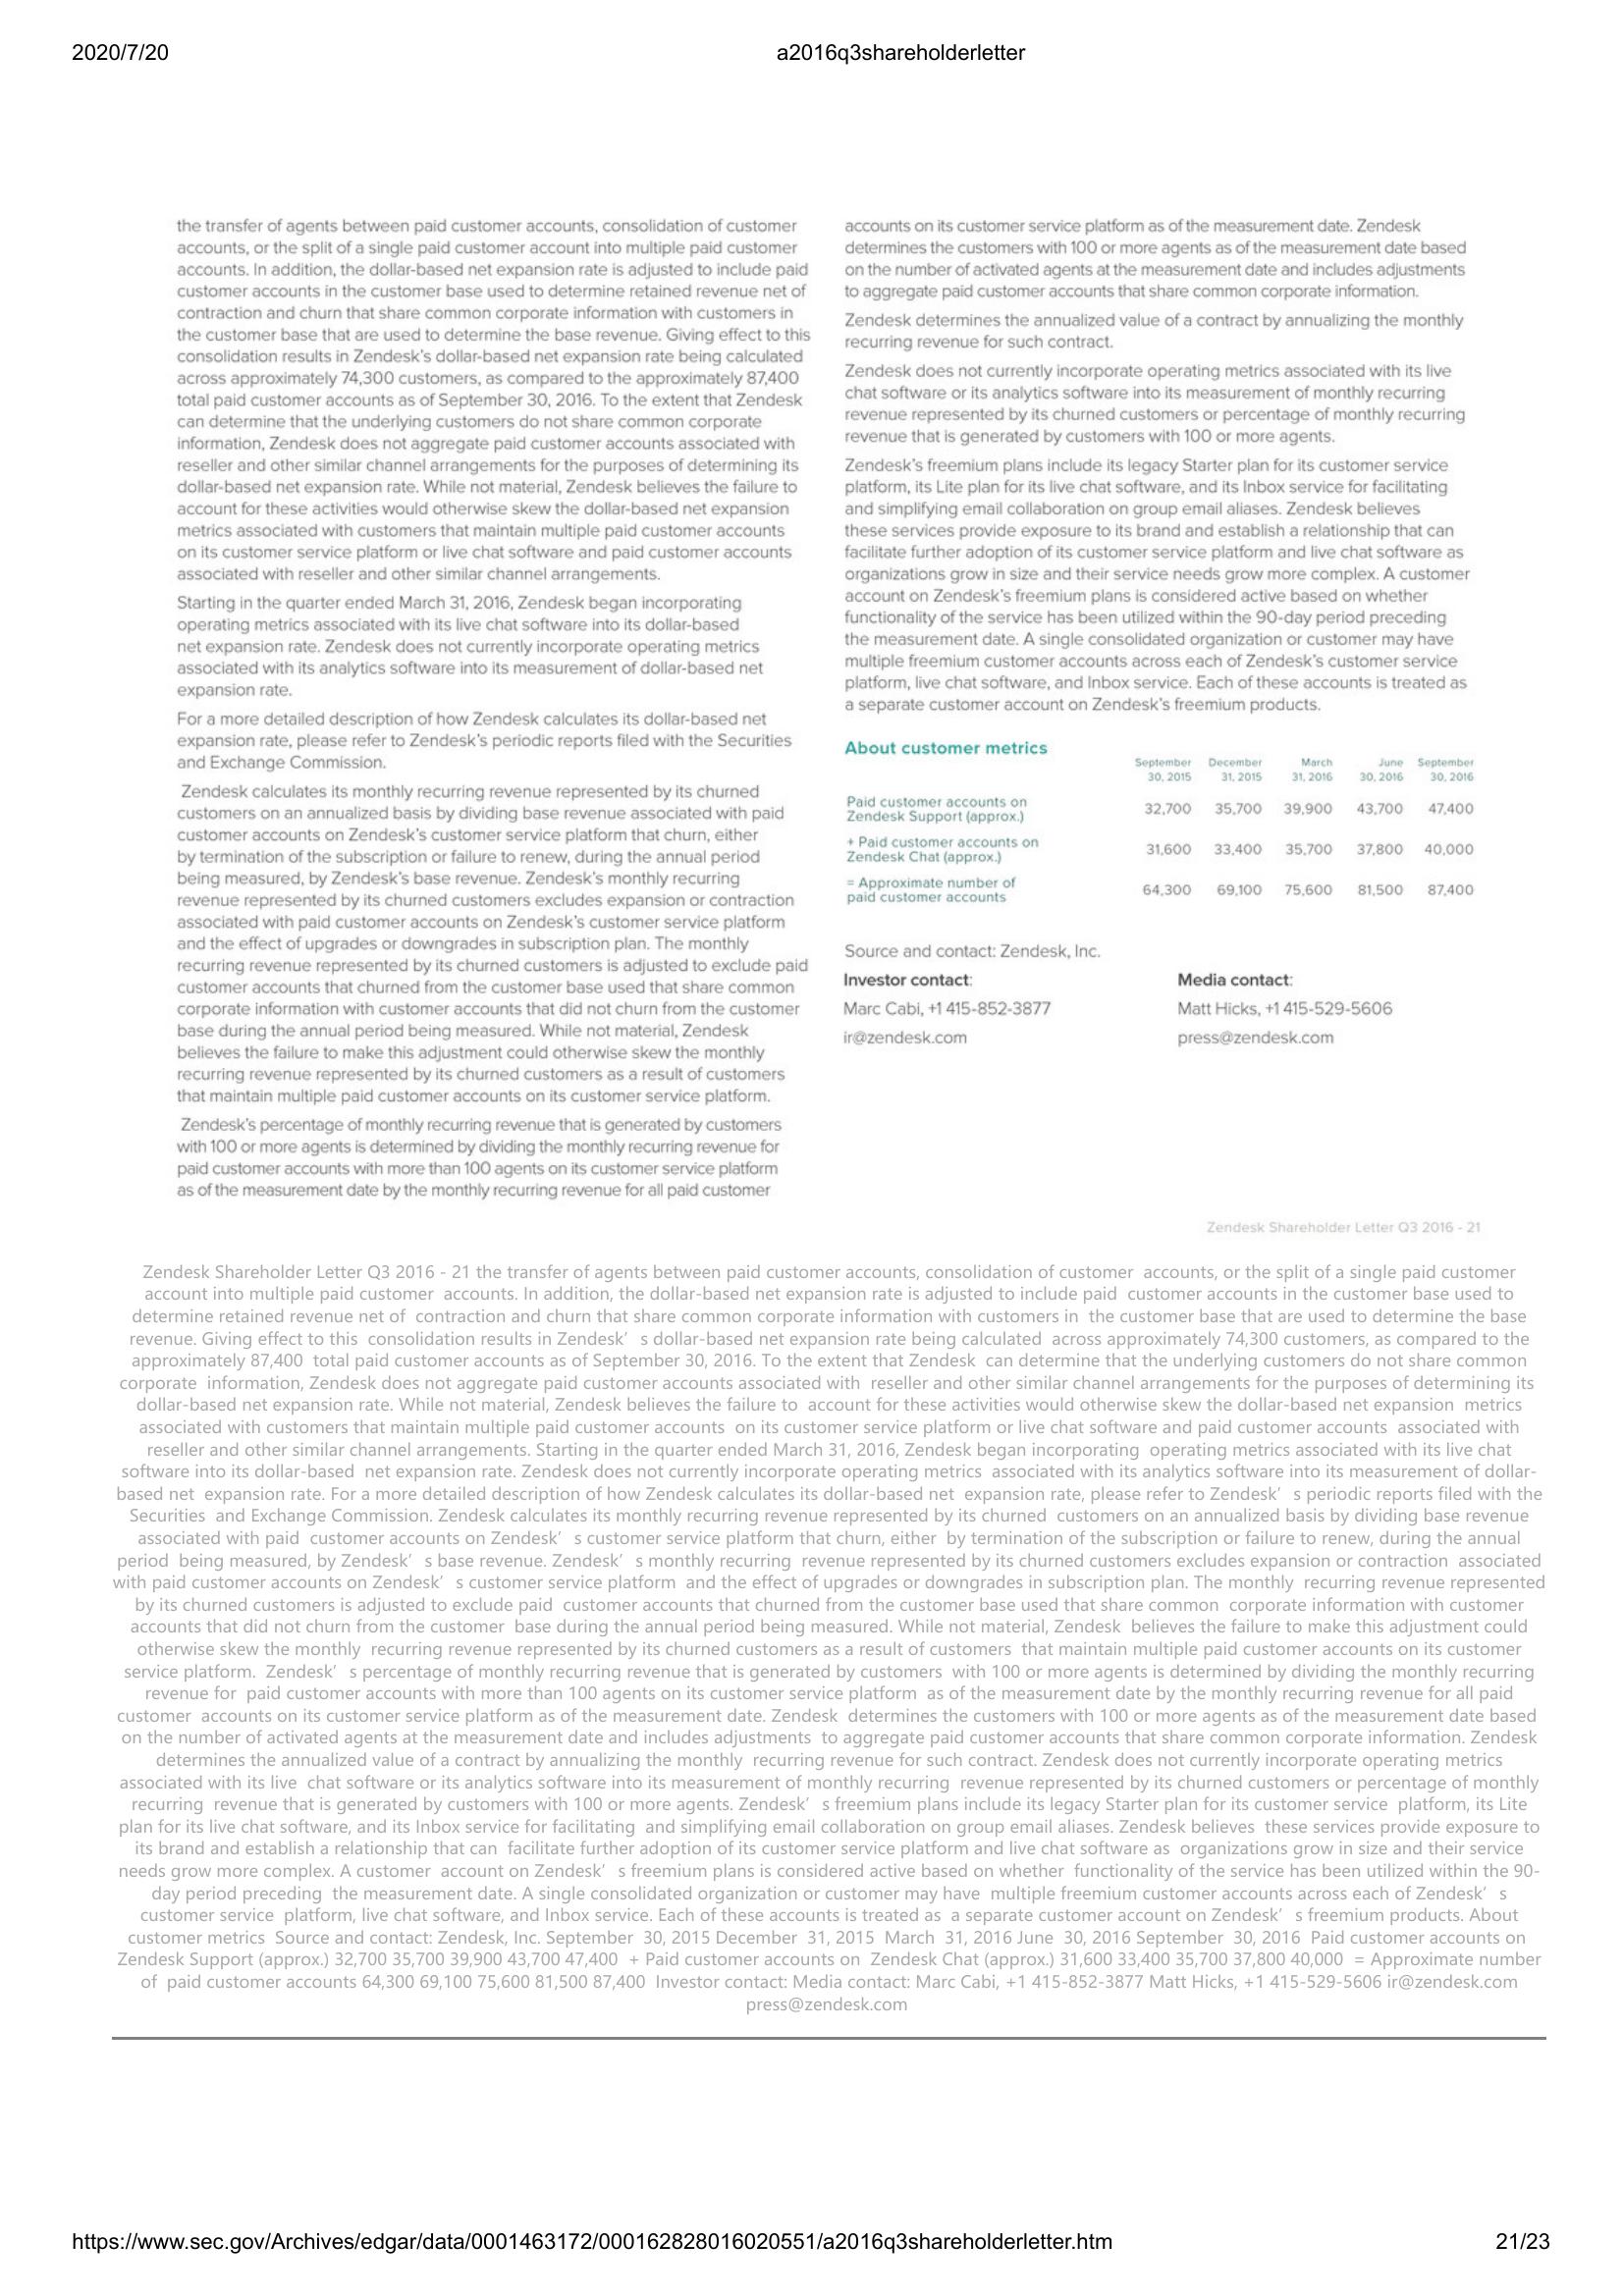 2020/7/20
a2016q3shareholderletter
the transfer of agents between paid customer accounts, consolidation of customer
accounts, or the split of a single paid customer account into multiple paid customer
accounts. In addition, the dollar-based net expansion rate is adjusted to include paid
customer accounts in the customer base used to determine retained revenue net of
contraction and churn that share common corporate information with customers in
the customer base that are used to determine the base revenue. Giving effect to this
consolidation results in Zendesk's dollar-based net expansion rate being calculated
across approximately 74,300 customers, as compared to the approximately 87,400
total paid customer accounts as of September 30, 2016. To the extent that Zendesk
can determine that the underlying customers do not share common corporate
information, Zendesk does not aggregate paid customer accounts associated with
reseller and other similar channel arrangements for the purposes of determining its
dollar-based net expansion rate. While not material, Zendesk believes the failure to
account for these activities would otherwise skew the dollar-based net expansion
metrics associated with customers that maintain multiple paid customer accounts
on its customer service platform or live chat software and paid customer accounts
associated with reseller and other similar channel arrangements.
Starting in the quarter ended March 31, 2016, Zendesk began incorporating
operating metrics associated with its live chat software into its dollar-based
net expansion rate. Zendesk does not currently incorporate operating metrics
associated with its analytics software into its measurement of dollar-based net
expansion rate.
For a more detailed description of how Zendesk calculates its dollar-based net
expansion rate, please refer to Zendesk's periodic reports filed with the Securities
and Exchange Commission.
Zendesk calculates its monthly recurring revenue represented by its churned
customers on an annualized basis by dividing base revenue associated with paid
customer accounts on Zendesk's customer service platform that churn, either
by termination of the subscription or failure to renew, during the annual period
being measured, by Zendesk's base revenue. Zendesk's monthly recurring
revenue represented by its churned customers excludes expansion or contraction
associated with paid customer accounts on Zendesk's customer service platform
and the effect of upgrades or downgrades in subscription plan. The monthly
recurring revenue represented by its churned customers is adjusted to exclude paid
customer accounts that churned from the customer base used that share common
corporate information with customer accounts that did not churn from the customer
base during the annual period being measured. While not material, Zendesk
believes the failure to make this adjustment could otherwise skew the monthly
recurring revenue represented by its churned customers as a result of customers
that maintain multiple paid customer accounts on its customer service platform.
Zendesk's percentage of monthly recurring revenue that is generated by customers
with 100 or more agents is determined by dividing the monthly recurring revenue for
paid customer accounts with more than 100 agents on its customer service platform
as of the measurement date by the monthly recurring revenue for all paid customer
accounts on its customer service platform as of the measurement date. Zendesk
determines the customers with 100 or more agents as of the measurement date based
on the number of activated agents at the measurement date and includes adjustments
to aggregate paid customer accounts that share common corporate information.
Zendesk determines the annualized value of a contract by annualizing the monthly
recurring revenue for such contract.
Zendesk does not currently incorporate operating metrics associated with its live
chat software or its analytics software into its measurement of monthly recurring
revenue represented by its churned customers or percentage of monthly recurring
revenue that is generated by customers with 100 or more agents.
Zendesk's freemium plans include its legacy Starter plan for its customer service
platform, its Lite plan for its live chat software, and its Inbox service for facilitating
and simplifying email collaboration on group email aliases. Zendesk believes
these services provide exposure to its brand and establish a relationship that can
facilitate further adoption of its customer service platform and live chat software as
organizations grow in size and their service needs grow more complex. A customer
account on Zendesk's freemium plans is considered active based on whether
functionality of the service has been utilized within the 90-day period preceding
the measurement date. A single consolidated organization or customer may have
multiple freemium customer accounts across each of Zendesk's customer service
platform, live chat software, and Inbox service. Each of these accounts is treated as
a separate customer account on Zendesk's freemium products.
About customer metrics
September December March June September
30, 2015 31, 2015 31, 2016 30, 2016 30, 2016
Paid customer accounts on
Zendesk Support (approx.) 32,700 35,700 39,900 43,700 47,400
+ Paid customer accounts on
Zendesk Chat (approx.) 31,600 33,400 35,700 37,800 40,000
= Approximate number of
paid customer accounts 64,300 69,100 75,600 81,500 87,400
Source and contact: Zendesk, Inc.
Investor contact: Media contact:
Marc Cabi, +1 415-852-3877 Matt Hicks, +1 415-529-5606
ir@zendesk.com press@zendesk.com
Zendesk Shareholder Letter Q3 2016 - 21
Zendesk Shareholder Letter Q3 2016 - 21 the transfer of agents between paid customer accounts, consolidation of customer accounts, or the split of a single paid customer
account into multiple paid customer accounts. In addition, the dollar-based net expansion rate is adjusted to include paid customer accounts in the customer base used to
determine retained revenue net of contraction and churn that share common corporate information with customers in the customer base that are used to determine the base
revenue. Giving effect to this consolidation results in Zendesk’ s dollar-based net expansion rate being calculated across approximately 74,300 customers, as compared to the
approximately 87,400 total paid customer accounts as of September 30, 2016. To the extent that Zendesk can determine that the underlying customers do not share common
corporate information, Zendesk does not aggregate paid customer accounts associated with reseller and other similar channel arrangements for the purposes of determining its
dollar-based net expansion rate. While not material, Zendesk believes the failure to account for these activities would otherwise skew the dollar-based net expansion metrics
associated with customers that maintain multiple paid customer accounts on its customer service platform or live chat software and paid customer accounts associated with
reseller and other similar channel arrangements. Starting in the quarter ended March 31, 2016, Zendesk began incorporating operating metrics associated with its live chat
software into its dollar-based net expansion rate. Zendesk does not currently incorporate operating metrics associated with its analytics software into its measurement of dollar-
based net expansion rate. For a more detailed description of how Zendesk calculates its dollar-based net expansion rate, please refer to Zendesk’ s periodic reports filed with the
Securities and Exchange Commission. Zendesk calculates its monthly recurring revenue represented by its churned customers on an annualized basis by dividing base revenue
associated with paid customer accounts on Zendesk’ s customer service platform that churn, either by termination of the subscription or failure to renew, during the annual
period being measured, by Zendesk’ s base revenue. Zendesk’ s monthly recurring revenue represented by its churned customers excludes expansion or contraction associated
with paid customer accounts on Zendesk’ s customer service platform and the effect of upgrades or downgrades in subscription plan. The monthly recurring revenue represented
by its churned customers is adjusted to exclude paid customer accounts that churned from the customer base used that share common corporate information with customer
accounts that did not churn from the customer base during the annual period being measured. While not material, Zendesk believes the failure to make this adjustment could
otherwise skew the monthly recurring revenue represented by its churned customers as a result of customers that maintain multiple paid customer accounts on its customer
service platform. Zendesk’ s percentage of monthly recurring revenue that is generated by customers with 100 or more agents is determined by dividing the monthly recurring
revenue for paid customer accounts with more than 100 agents on its customer service platform as of the measurement date by the monthly recurring revenue for all paid
customer accounts on its customer service platform as of the measurement date. Zendesk determines the customers with 100 or more agents as of the measurement date based
on the number of activated agents at the measurement date and includes adjustments to aggregate paid customer accounts that share common corporate information. Zendesk
determines the annualized value of a contract by annualizing the monthly recurring revenue for such contract. Zendesk does not currently incorporate operating metrics
associated with its live chat software or its analytics software into its measurement of monthly recurring revenue represented by its churned customers or percentage of monthly
recurring revenue that is generated by customers with 100 or more agents. Zendesk’ s freemium plans include its legacy Starter plan for its customer service platform, its Lite
plan for its live chat software, and its Inbox service for facilitating and simplifying email collaboration on group email aliases. Zendesk believes these services provide exposure to
its brand and establish a relationship that can facilitate further adoption of its customer service platform and live chat software as organizations grow in size and their service
needs grow more complex. A customer account on Zendesk’ s freemium plans is considered active based on whether functionality of the service has been utilized within the 90-
day period preceding the measurement date. A single consolidated organization or customer may have multiple freemium customer accounts across each of Zendesk’ s
customer service platform, live chat software, and Inbox service. Each of these accounts is treated as a separate customer account on Zendesk’ s freemium products. About
customer metrics Source and contact: Zendesk, Inc. September 30, 2015 December 31, 2015 March 31, 2016 June 30, 2016 September 30, 2016 Paid customer accounts on
Zendesk Support (approx.) 32,700 35,700 39,900 43,700 47,400 + Paid customer accounts on Zendesk Chat (approx.) 31,600 33,400 35,700 37,800 40,000 = Approximate number
of paid customer accounts 64,300 69,100 75,600 81,500 87,400 Investor contact: Media contact: Marc Cabi, +1 415-852-3877 Matt Hicks, +1 415-529-5606 ir@zendesk.com
press@zendesk.com
https://www.sec.gov/Archives/edgar/data/0001463172/000162828016020551/a2016q3shareholderletter.htm
21/23